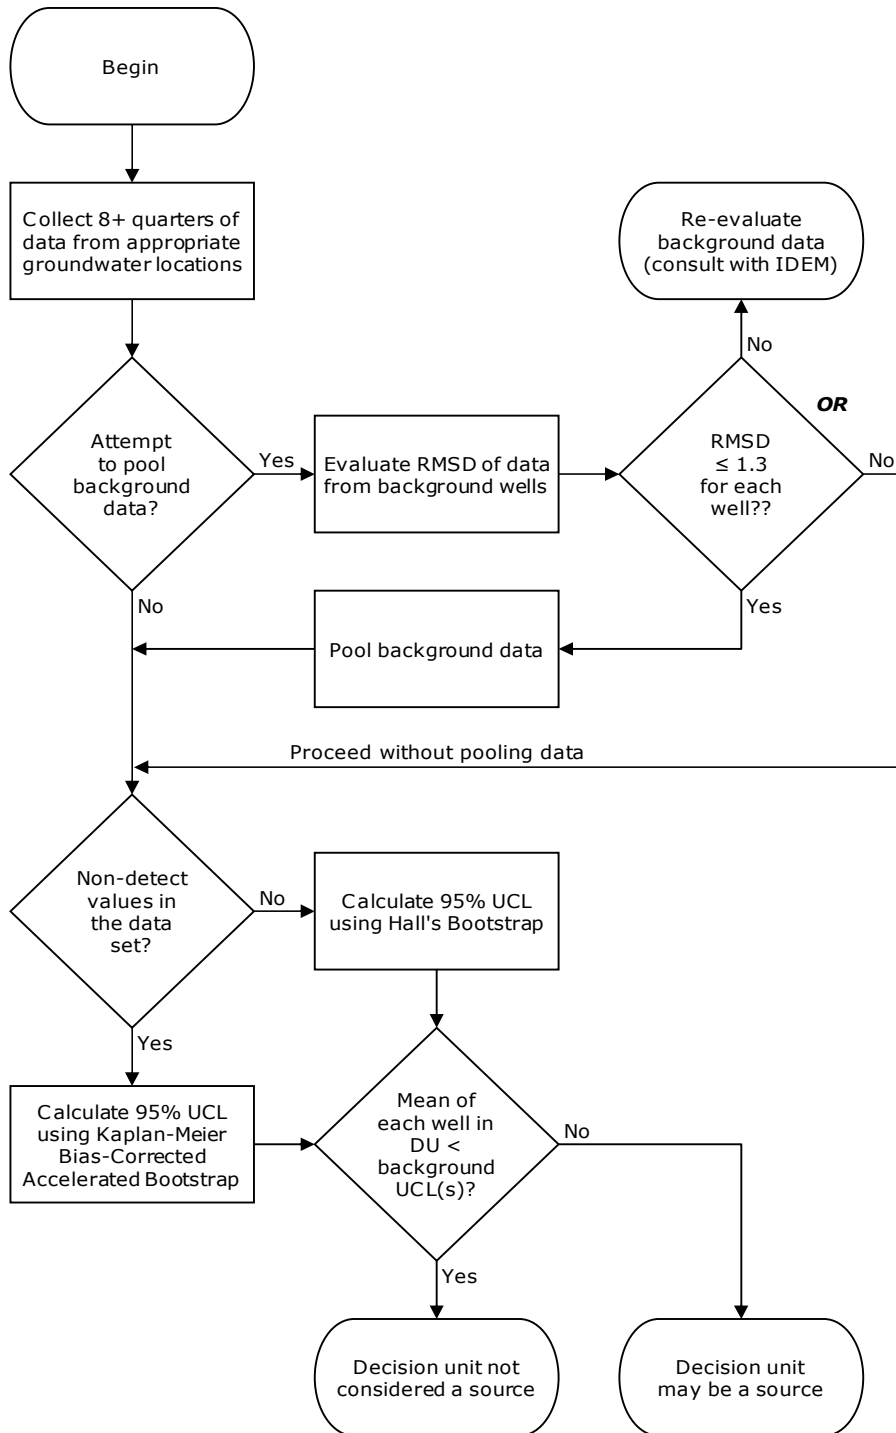 Begin
Collect 8+ quarters of
data from appropriate
groundwater locations
Re-evaluate
background data
(consult with IDEM)
No
OR
Attempt
to pool
background
data?
Yes
Evaluate RMSD of data
from background wells
RMSD
≤ 1.3
for each
well??
No
No
Yes
Pool background data
Proceed without pooling data
Non-detect
values in
the data
set?
No
Calculate 95% UCL
using Hall's Bootstrap
Yes
Calculate 95% UCL
using Kaplan-Meier
Bias-Corrected
Accelerated Bootstrap
Mean of
each well in
DU <
background
UCL(s)?
No
Yes
Decision unit not
considered a source
Decision unit
may be a source